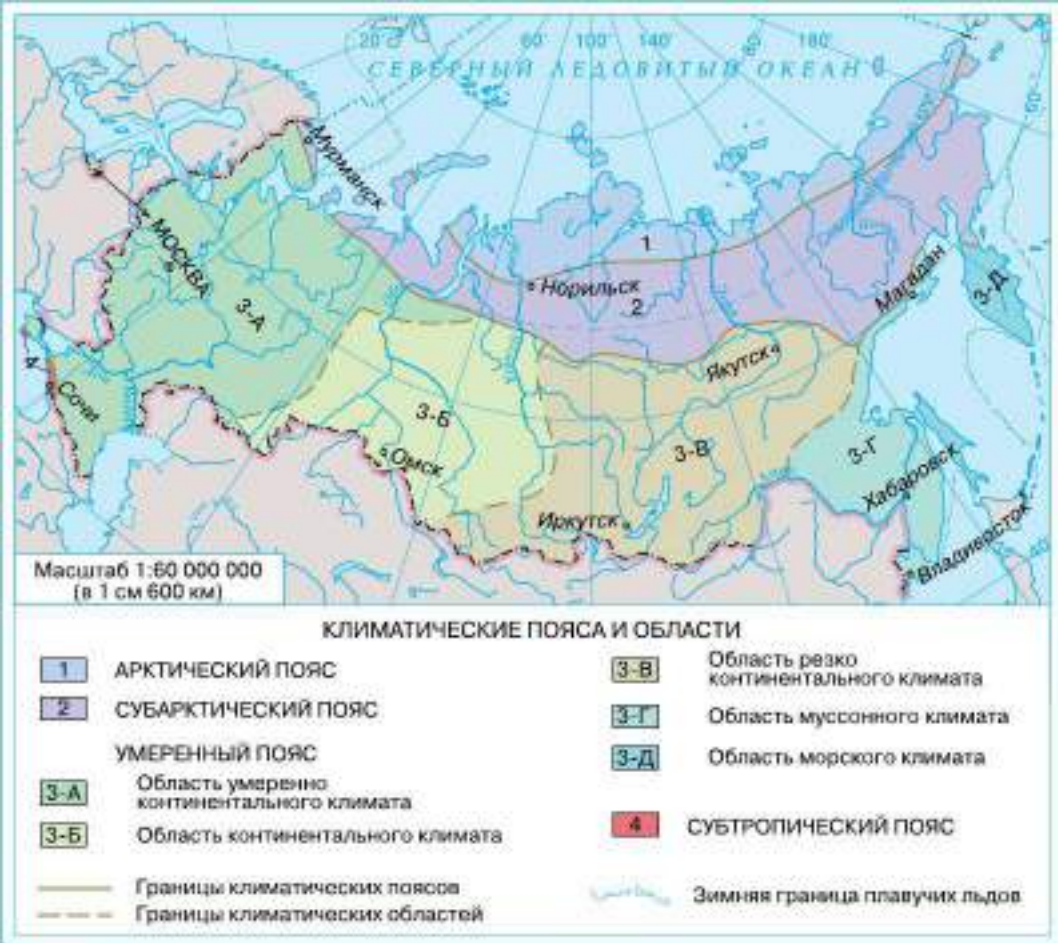 20°
60°
100°
140°
180°
СЕВЕРНЫЙ ЛЕДОВИТЫЙ ОКЕАН
Мурманск
МОСКВА
1
Норильск
2
Магадан
3-Д
3-А
4
Сочи
Якутск
3-Б
3-В
3-Г
Омск
Хабаровск
Иркутск
Владивосток
Масштаб 1:60 000 000
(в 1 см 600 км)
КЛИМАТИЧЕСКИЕ ПОЯСА И ОБЛАСТИ
1 АРКТИЧЕСКИЙ ПОЯС
2 СУБАРКТИЧЕСКИЙ ПОЯС
УМЕРЕННЫЙ ПОЯС
3-А Область умеренно
континентального климата
3-Б Область континентального климата
Границы климатических поясов
Границы климатических областей
3-В Область резко
континентального климата
3-Г Область муссонного климата
3-Д Область морского климата
4 СУБТРОПИЧЕСКИЙ ПОЯС
Зимняя граница плавучих льдов